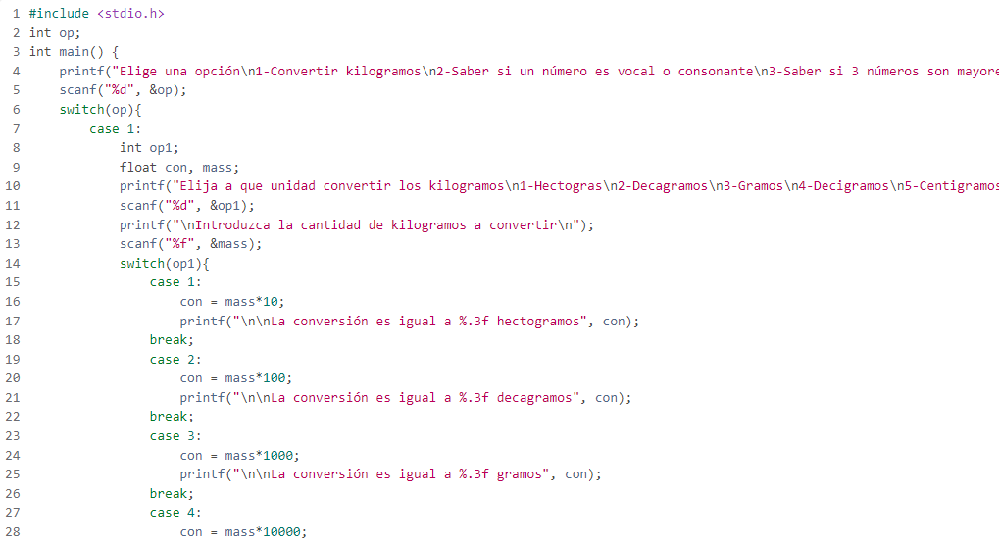 1 #include <stdio.h>
2 int op;
3 int main() {
4 printf("Elige una opción\n1-Convertir kilogramos\n2-Saber si un número es vocal o consonante\n3-Saber si 3 números son mayore
5 scanf("%d", &op);
6 switch(op){
7 case 1:
8 int op1;
9 float con, mass;
10 printf("Elija a que unidad convertir los kilogramos\n1-Hectogras\n2-Decagramos\n3-Gramos\n4-Decigramos\n5-Centigramos
11 scanf("%d", &op1);
12 printf("\nIntroduzca la cantidad de kilogramos a convertir\n");
13 scanf("%f", &mass);
14 switch(op1){
15 case 1:
16 con = mass*10;
17 printf("\n\nLa conversión es igual a %.3f hectogramos", con);
18 break;
19 case 2:
20 con = mass*100;
21 printf("\n\nLa conversión es igual a %.3f decagramos", con);
22 break;
23 case 3:
24 con = mass*1000;
25 printf("\n\nLa conversión es igual a %.3f gramos", con);
26 break;
27 case 4:
28 con = mass*10000;